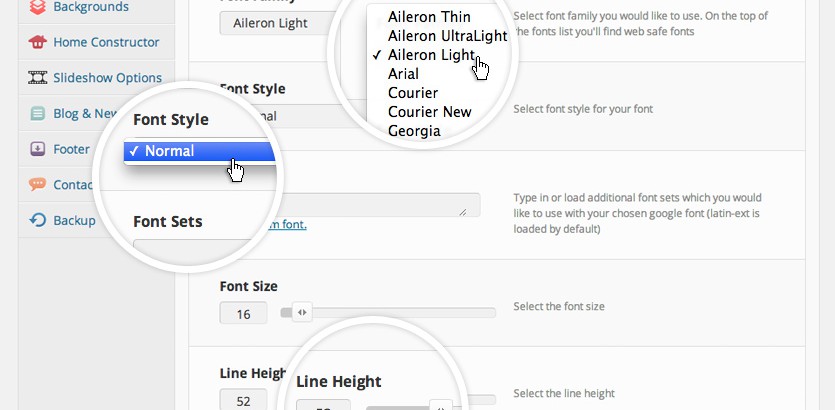 Backgrounds
Home Constructor
Slideshow Options
Blog & New
Footer
Contac
Backup
Font Family
Aileron Light
Aileron Thin
Aileron UltraLight
✓ Aileron Light
Arial
Courier
Courier New
Georgia
Select font family you would like to use. On the top of
the fonts list you'll find web safe fonts
Font Style
Select font style for your font
Font Style
✓ Normal
Font Sets
m font.
Type in or load additional font sets which you would
like to use with your chosen google font (latin-ext is
loaded by default)
Font Size
16
Select the font size
Line Heigh
52
Line Height
Select the line height